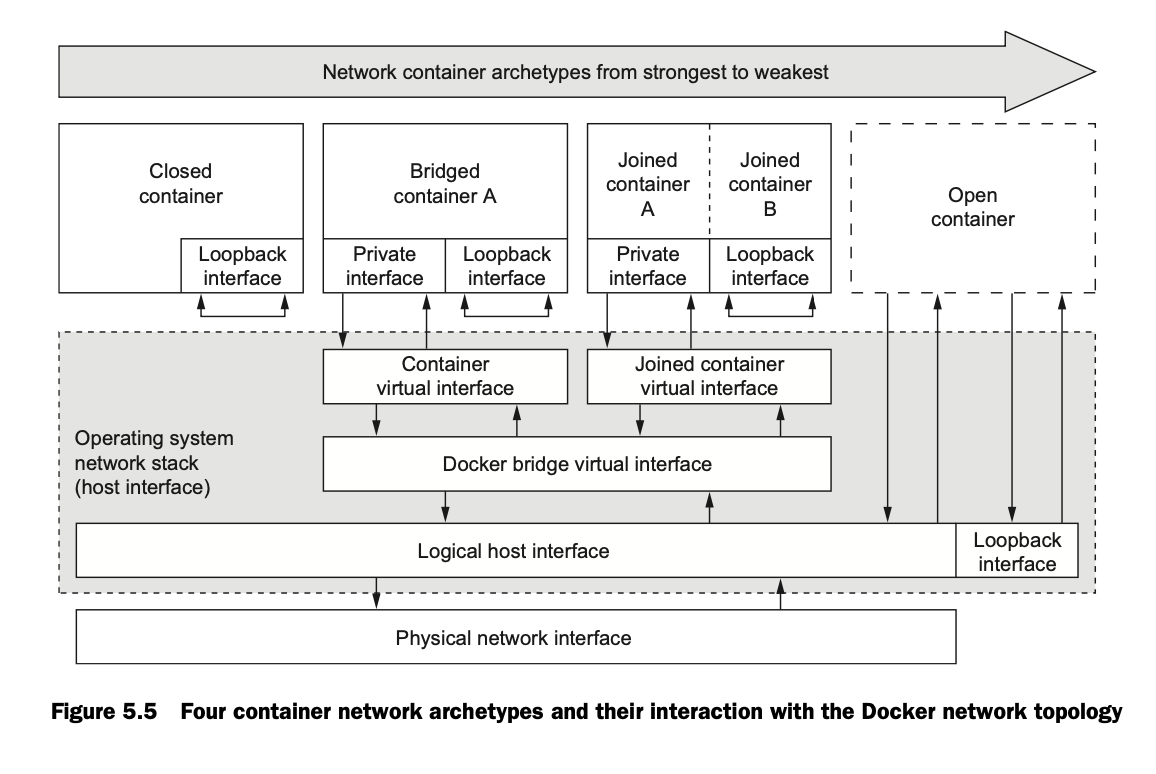 Network container archetypes from strongest to weakest
Closed
container
Loopback
interface
Bridged
container A
Private
interface
Loopback
interface
Joined
container
A
Joined
container
B
Private
interface
Loopback
interface
Open
container
Container
virtual interface
Joined container
virtual interface
Operating system
network stack
(host interface)
Docker bridge virtual interface
Logical host interface
Loopback
interface
Physical network interface
Figure 5.5 Four container network archetypes and their interaction with the Docker network topology